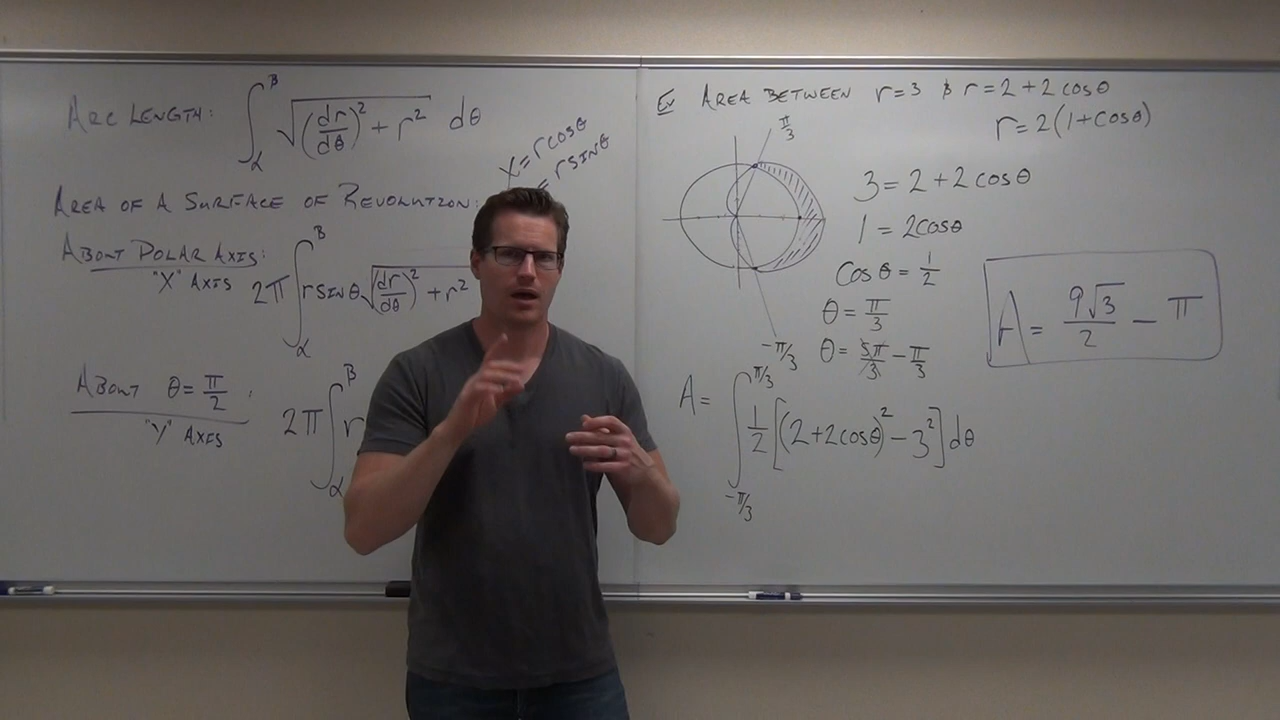 ARC LENGTH: ∫_α^β √((dr/dθ)² + r²) dθ
X = rcosθ
= rsinθ
AREA OF A SURFACE OF REVOLUTION:
ABOUT POLAR AXIS:
"X" AXIS
2π ∫_α^β rsinθ √((dr/dθ)² + r²
ABOUT θ = π/2 :
"Y" AXIS
2π ∫_α^β r
Ex AREA BETWEEN r = 3 & r = 2 + 2cosθ
r = 2(1+cosθ)
π/3
-π/3
3 = 2 + 2cosθ
1 = 2cosθ
cosθ = 1/2
θ = π/3
θ = 5π/3 -π/3
A = ∫_{-π/3}^{π/3} 1/2 [(2+2cosθ)² - 3²] dθ
A = 9√3/2 - π